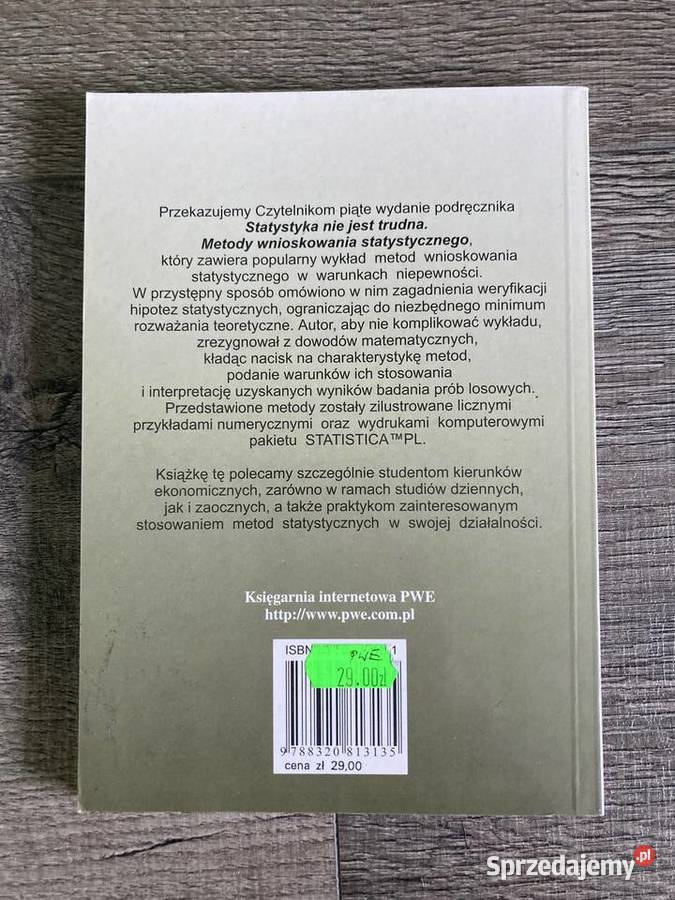 Przekazujemy Czytelnikom piąte wydanie podręcznika
Statystyka nie jest trudna.
Metody wnioskowania statystycznego,
który zawiera popularny wykład metod wnioskowania
statystycznego w warunkach niepewności.
W przystępny sposób omówiono w nim zagadnienia weryfikacji
hipotez statystycznych, ograniczając do niezbędnego minimum
rozważania teoretyczne. Autor, aby nie komplikować wykładu,
zrezygnował z dowodów matematycznych,
kładąc nacisk na charakterystykę metod,
podanie warunków ich stosowania
i interpretację uzyskanych wyników badania prób losowych.
Przedstawione metody zostały zilustrowane licznymi
przykładami numerycznymi oraz wydrukami komputerowymi
pakietu STATISTICA™PL.
Książkę tę polecamy szczególnie studentom kierunków
ekonomicznych, zarówno w ramach studiów dziennych,
jak i zaocznych, a także praktykom zainteresowanym
stosowaniem metod statystycznych w swojej działalności.
Księgarnia internetowa PWE
http://www.pwe.com.pl
ISBN 1
PWE
29.00zł
9 788320 813135
cena zł 29,00
Sprzedajemy.pl